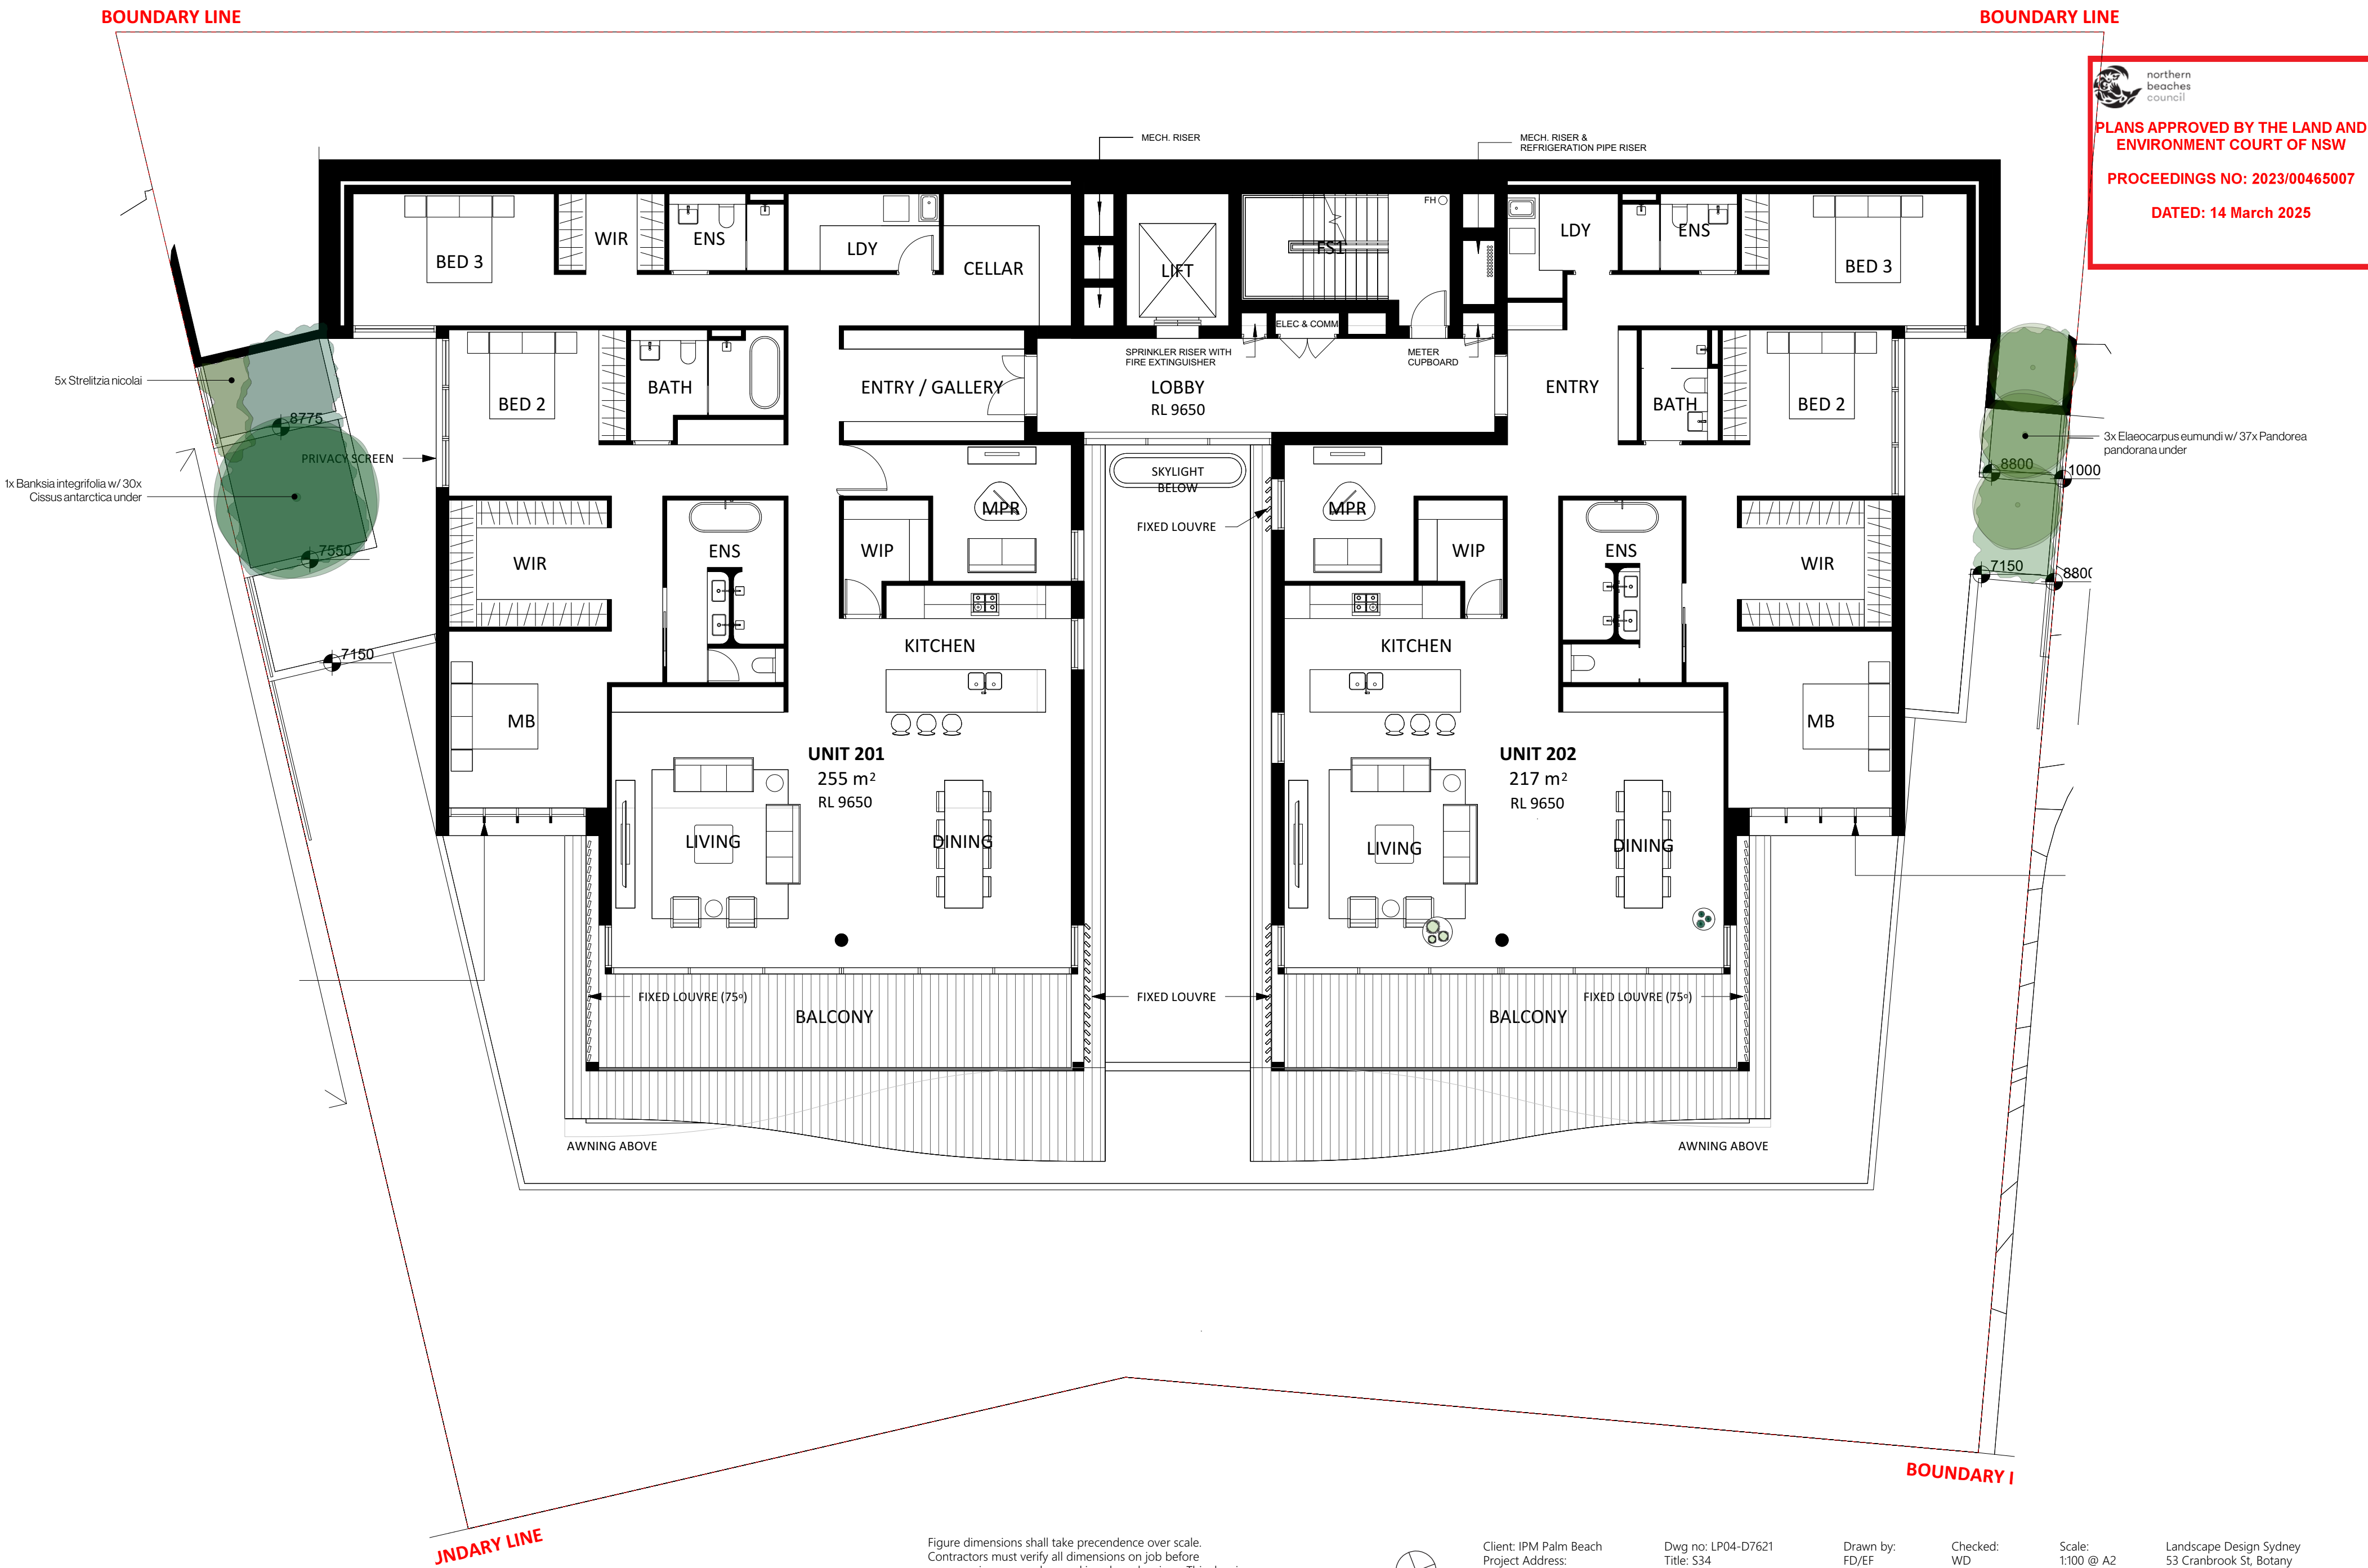 BOUNDARY LINE
BOUNDARY LINE
northern
beaches
council
PLANS APPROVED BY THE LAND AND
ENVIRONMENT COURT OF NSW
PROCEEDINGS NO: 2023/00465007
DATED: 14 March 2025
MECH. RISER
MECH. RISER &
REFRIGERATION PIPE RISER
BED 3
WIR
ENS
LDY
CELLAR
LIFT
FS1
FH
LDY
ENS
BED 3
ELEC & COMM
SPRINKLER RISER WITH
FIRE EXTINGUISHER
METER
CUPBOARD
5x Strelitzia nicolai
8775
BED 2
BATH
ENTRY / GALLERY
LOBBY
RL 9650
ENTRY
BATH
BED 2
PRIVACY SCREEN
1x Banksia integrifolia w/ 30x
Cissus antarctica under
3x Elaeocarpus eumundi w/ 37x Pandorea
pandorana under
8800
1000
SKYLIGHT
BELOW
MPR
MPR
FIXED LOUVRE
7550
WIR
ENS
WIP
WIP
ENS
WIR
7150
8800
7150
KITCHEN
KITCHEN
MB
MB
UNIT 201
255 m²
RL 9650
UNIT 202
217 m²
RL 9650
LIVING
DINING
LIVING
DINING
FIXED LOUVRE (75º)
FIXED LOUVRE
FIXED LOUVRE (75º)
BALCONY
BALCONY
AWNING ABOVE
AWNING ABOVE
BOUNDARY
UNDARY LINE
Figure dimensions shall take precendence over scale.
Contractors must verify all dimensions on job before
Client: IPM Palm Beach
Project Address:
Dwg no: LP04-D7621
Title: S34
Drawn by:
FD/EF
Checked:
WD
Scale:
1:100 @ A2
Landscape Design Sydney
53 Cranbrook St, Botany